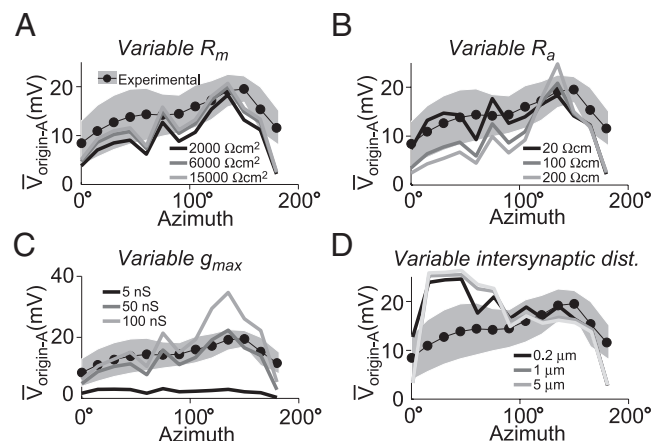 A
Variable Rm
Experimental
V̅origin-A(mV)
20
10
0
2000 Ωcm²
6000 Ωcm²
15000 Ωcm²
0° 200°
Azimuth
B
Variable Ra
V̅origin-A(mV)
20
10
0
20 Ωcm
100 Ωcm
200 Ωcm
0° 100° 200°
Azimuth
C
Variable gmax
V̅origin-A(mV)
40
20
0
5 nS
50 nS
100 nS
0° 100° 200°
Azimuth
D
Variable intersynaptic dist.
V̅origin-A(mV)
20
10
0
0.2 μm
1 μm
5 μm
0° 100° 200°
Azimuth